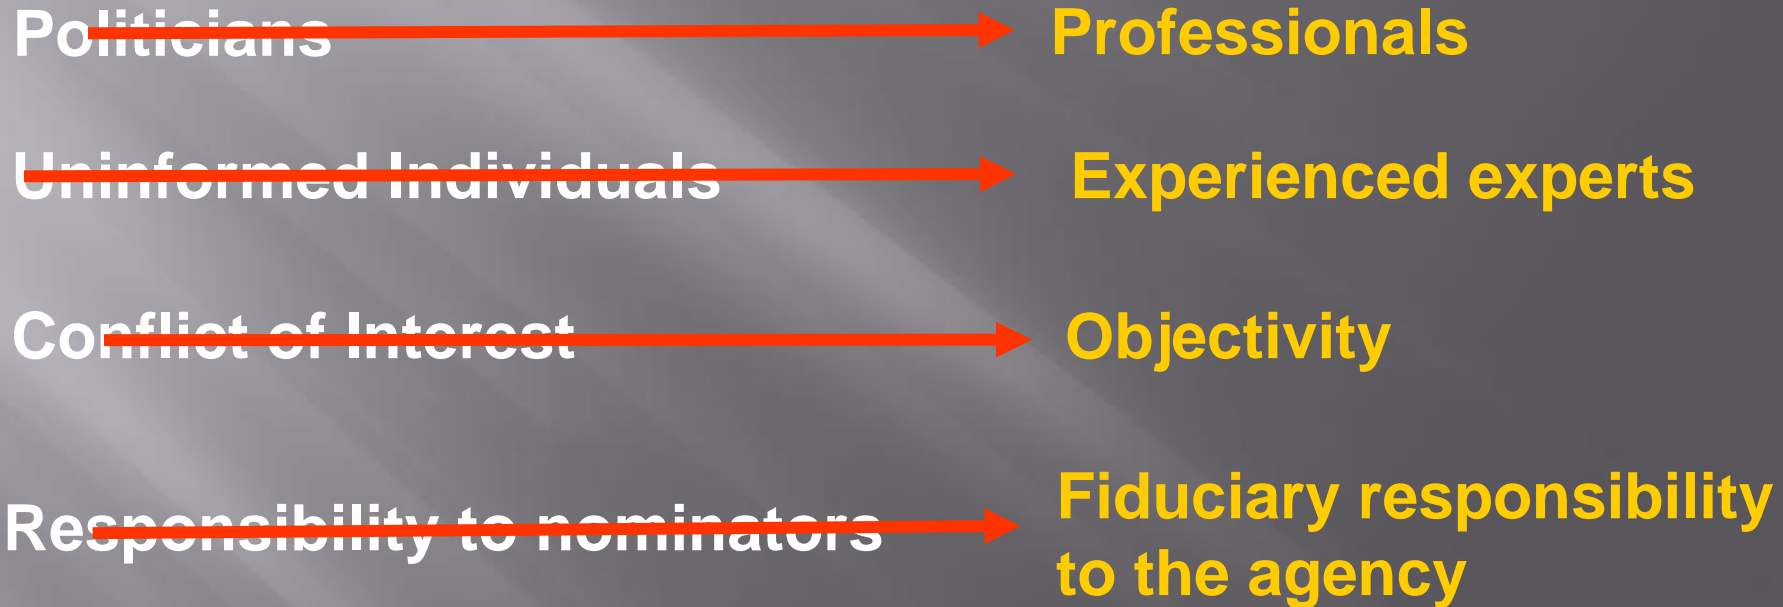 Politicians Professionals
Uninformed Individuals Experienced experts
Conflict of Interest Objectivity
Responsibility to nominators Fiduciary responsibility
to the agency